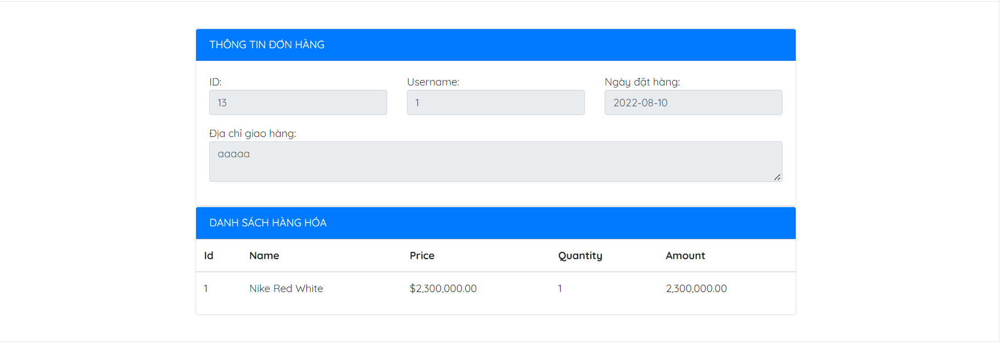 THÔNG TIN ĐƠN HÀNG
ID: Username: Ngày đặt hàng:
13 1 2022-08-10
Địa chỉ giao hàng:
aaaaa
DANH SÁCH HÀNG HÓA
Id Name Price Quantity Amount
1 Nike Red White $2,300,000.00 1 2,300,000.00